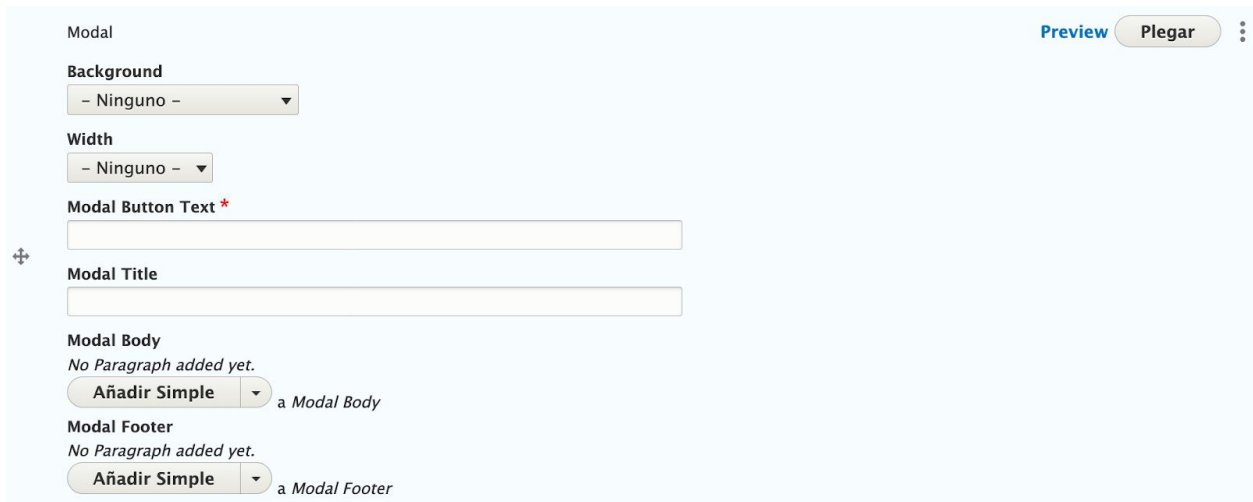 Modal Preview Plegar
Background
– Ninguno –
Width
– Ninguno –
Modal Button Text *
Modal Title
Modal Body
No Paragraph added yet.
Añadir Simple a Modal Body
Modal Footer
No Paragraph added yet.
Añadir Simple a Modal Footer